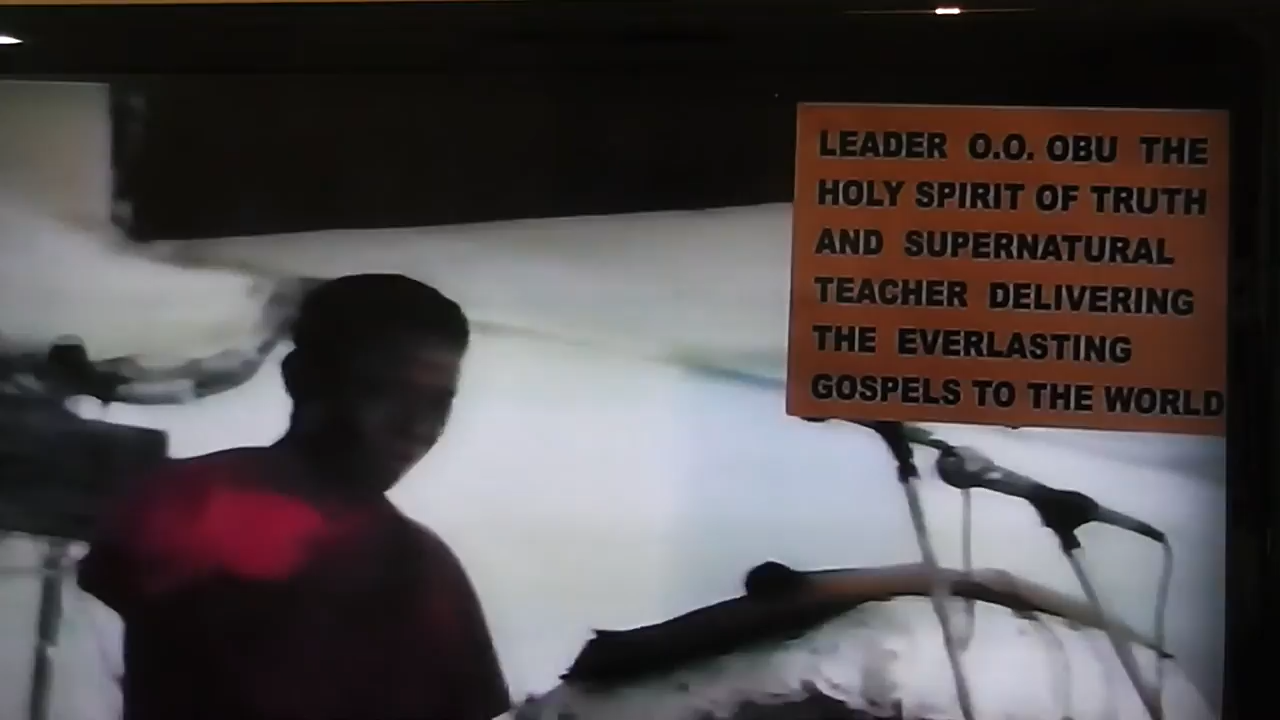 LEADER O.O. OBU THE
HOLY SPIRIT OF TRUTH
AND SUPERNATURAL
TEACHER DELIVERING
THE EVERLASTING
GOSPELS TO THE WORLD